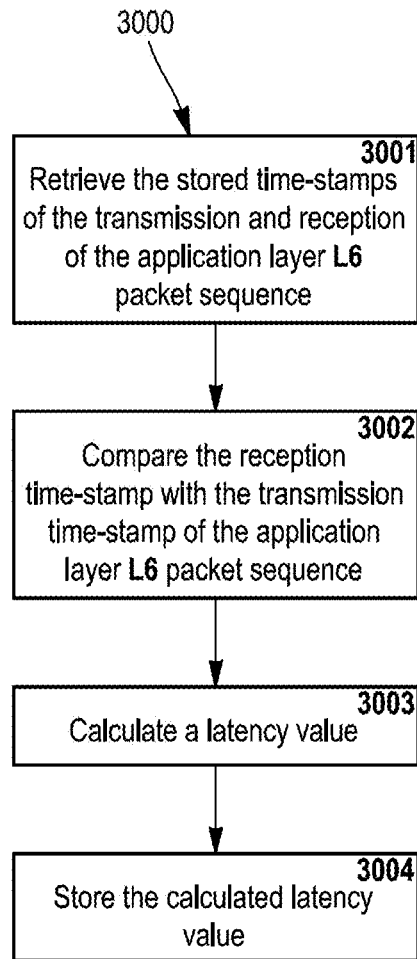 3000
3001
Retrieve the stored time-stamps
of the transmission and reception
of the application layer L6
packet sequence
3002
Compare the reception
time-stamp with the transmission
time-stamp of the application
layer L6 packet sequence
3003
Calculate a latency value
3004
Store the calculated latency
value